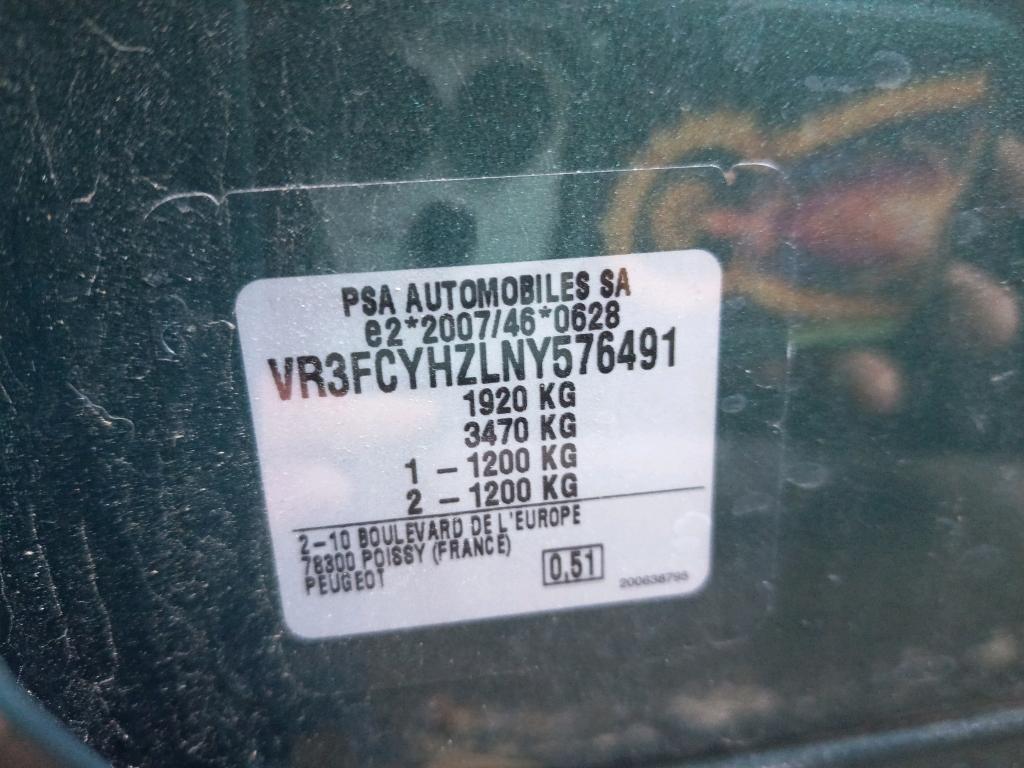 PSA AUTOMOBILES SA
e2*2007/46*0628
VR3FCYHZLNY576491
1920 KG
3470 KG
1 – 1200 KG
2 – 1200 KG
2–10 BOULEVARD DE L'EUROPE
78300 POISSY (FRANCE)
PEUGEOT
0,51
200638795